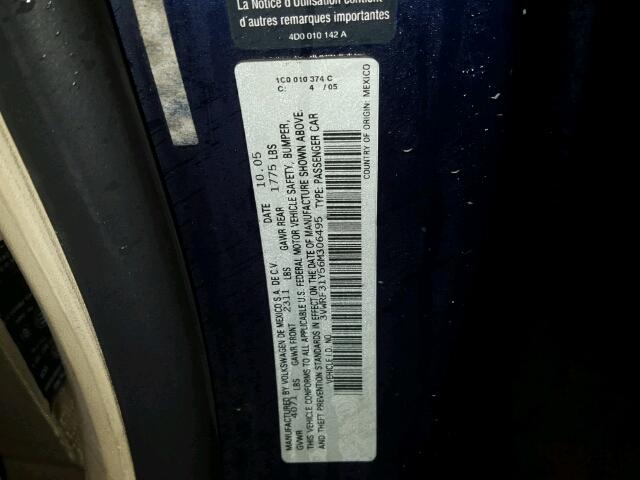 La Notice d'Utilisation contient
d'autres remarques importantes
4D0 010 142 A
1C0 010 374 C
C: 4 / 05
MANUFACTURED BY VOLKSWAGEN DE MEXICO S.A. DE C.V. DATE 10.05
GVWR 4071 LBS GAWR FRONT 2311 LBS GAWR REAR 1775 LBS
THIS VEHICLE CONFORMS TO ALL APPLICABLE U.S. FEDERAL MOTOR VEHICLE SAFETY, BUMPER,
AND THEFT PREVENTION STANDARDS IN EFFECT ON THE DATE OF MANUFACTURE SHOWN ABOVE.
VEHICLE I.D. NO. 3VWRF31Y56M306495 TYPE: PASSENGER CAR
COUNTRY OF ORIGIN: MEXICO